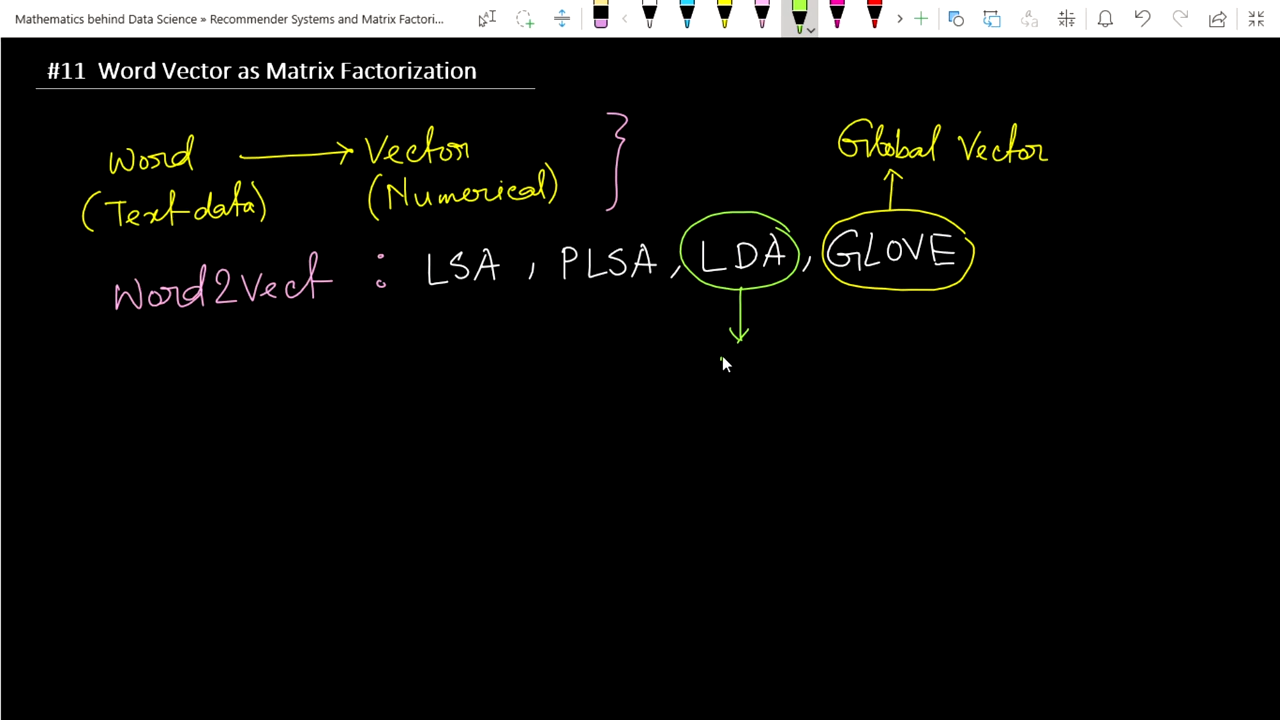 Mathematics behind Data Science » Recommender Systems and Matrix Factori...
#11 Word Vector as Matrix Factorization
Word → Vector
(Text data) (Numerical)
Global Vector
Word2Vect : LSA, PLSA, LDA, GLOVE